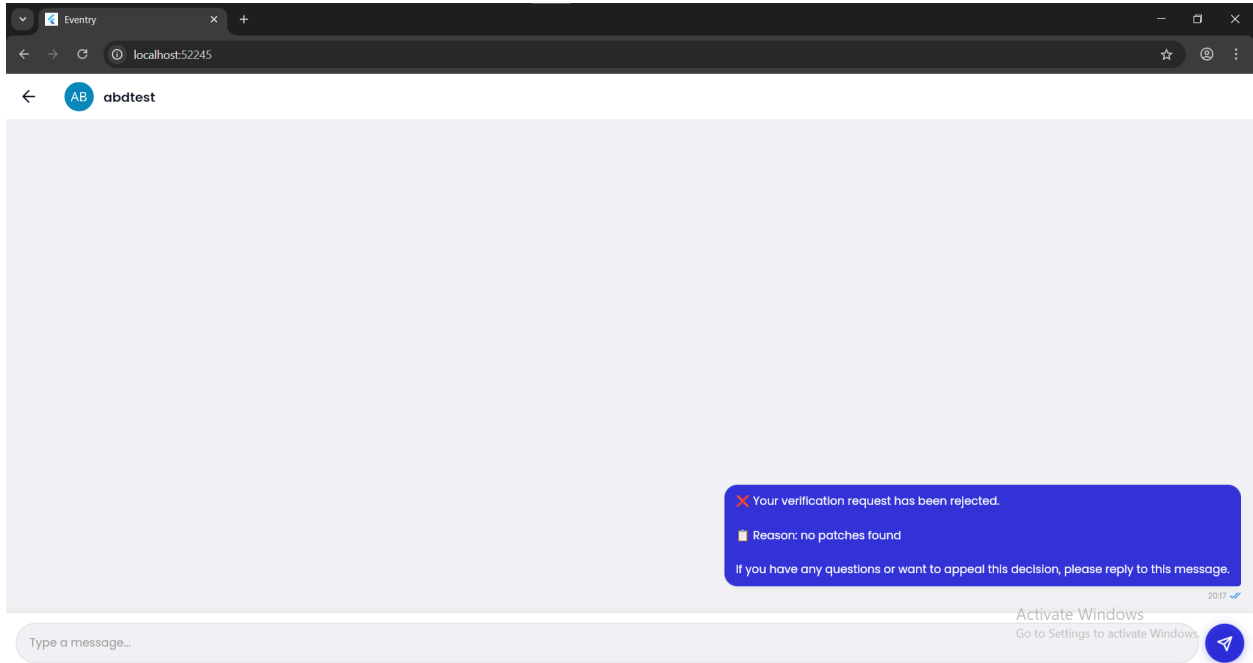 Eventry
localhost:52245
AB abdtest
❌ Your verification request has been rejected.
📋 Reason: no patches found
If you have any questions or want to appeal this decision, please reply to this message.
20:17
Activate Windows
Go to Settings to activate Windows.
Type a message...